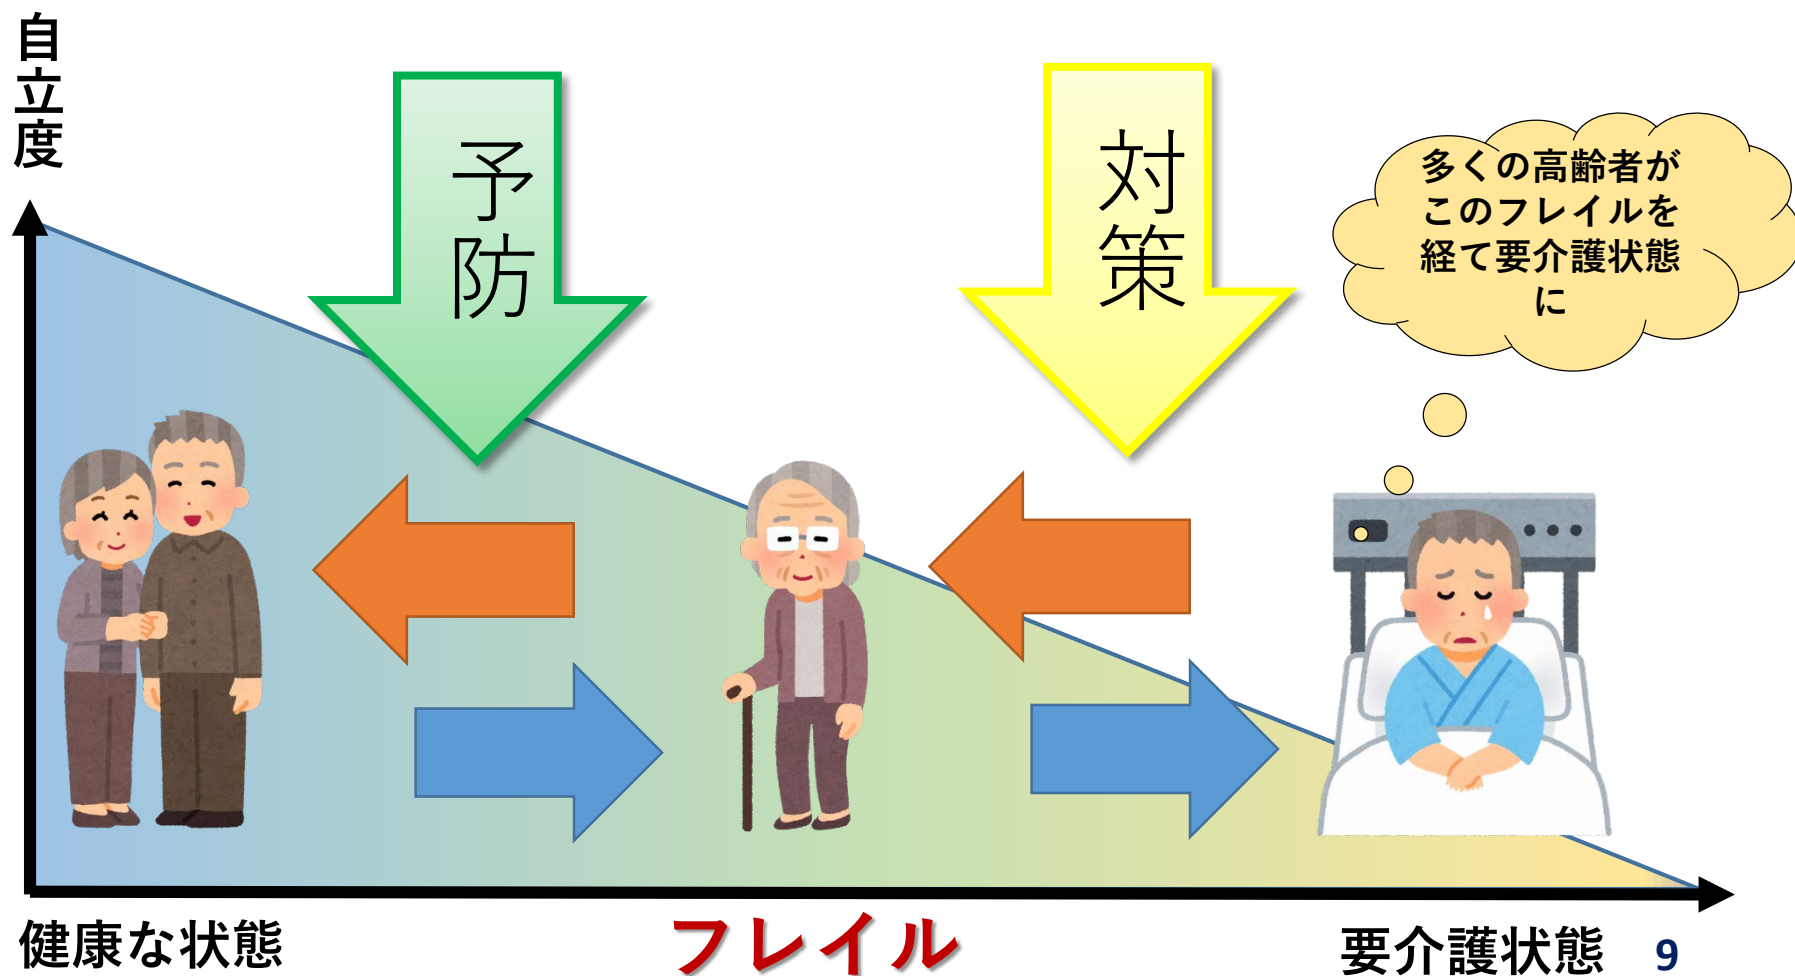 自立度
予防
対策
多くの高齢者が
このフレイルを
経て要介護状態
に
健康な状態
フレイル
要介護状態
9